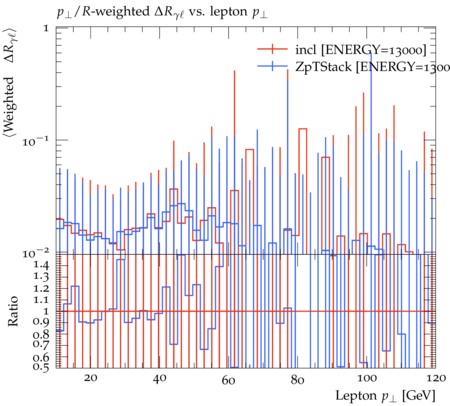 p⊥/R-weighted ΔRγℓ vs. lepton p⊥
⟨Weighted ΔRγℓ⟩
1
10⁻¹
10⁻²
incl [ENERGY=13000]
ZpTStack [ENERGY=1300
Ratio
1.4
1.3
1.2
1.1
1
0.9
0.8
0.7
0.6
0.5
20 40 60 80 100 120
Lepton p⊥ [GeV]